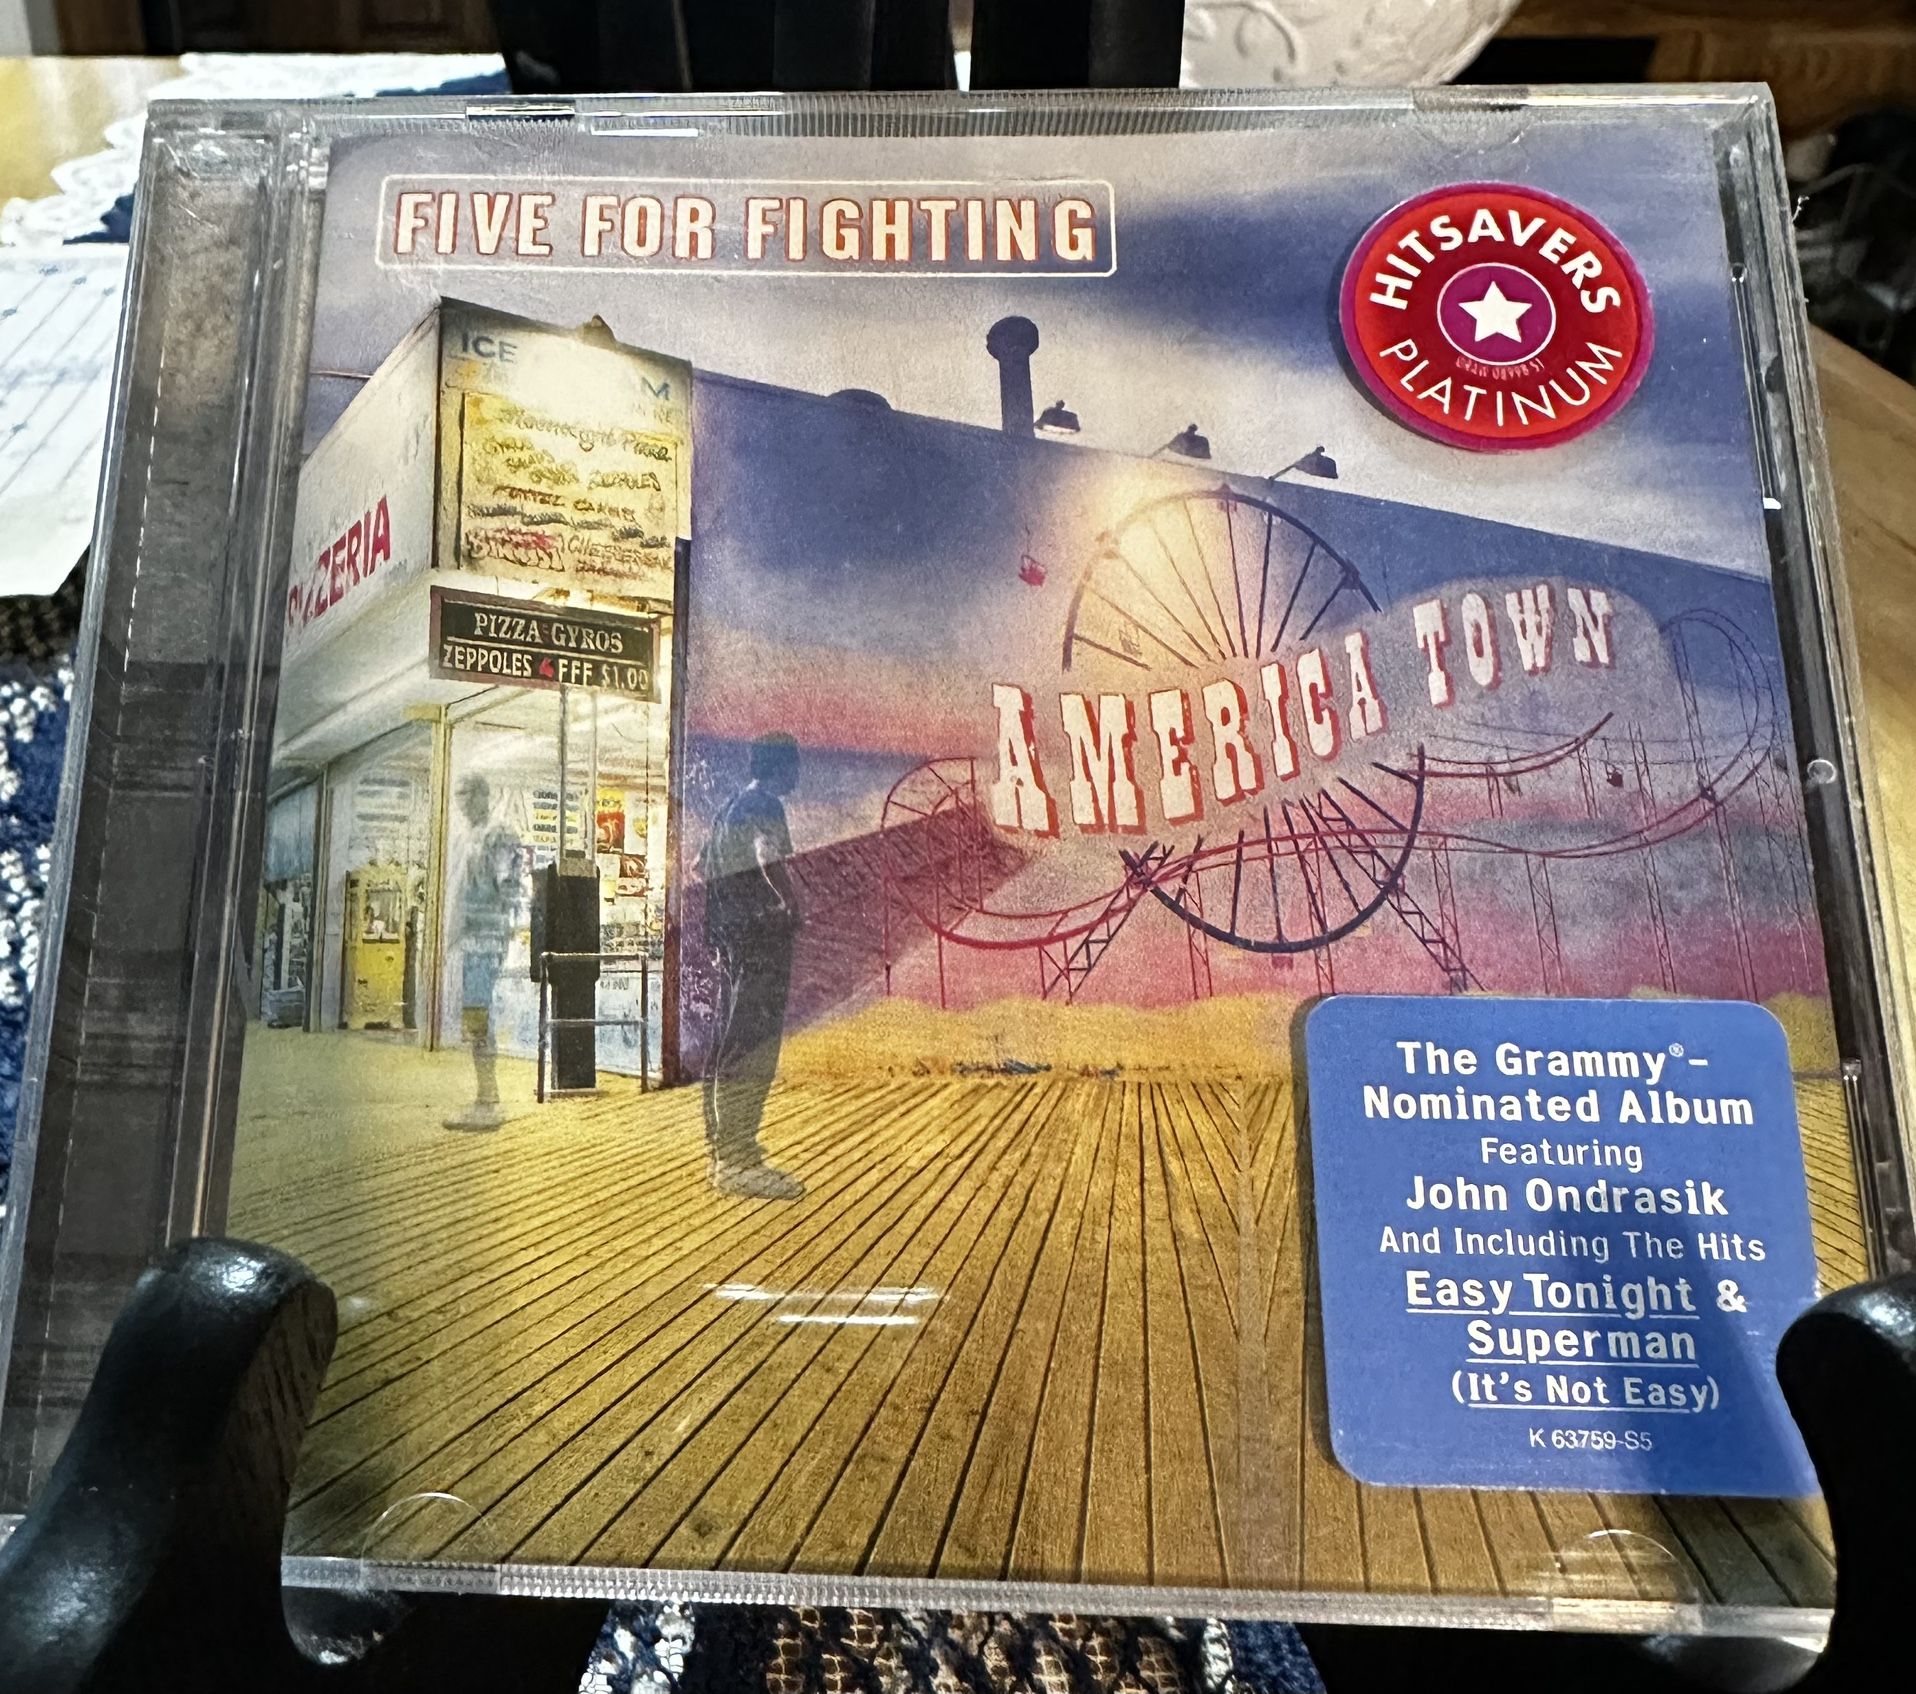 FIVE FOR FIGHTING
HITSAVERS
PLATINUM
ICE
PIZZERIA
PIZZA GYROS
ZEPPOLES FFF $1.00
AMERICA TOWN
The Grammy®-
Nominated Album
Featuring
John Ondrasik
And Including The Hits
Easy Tonight &
Superman
(It's Not Easy)
K 63759-S5